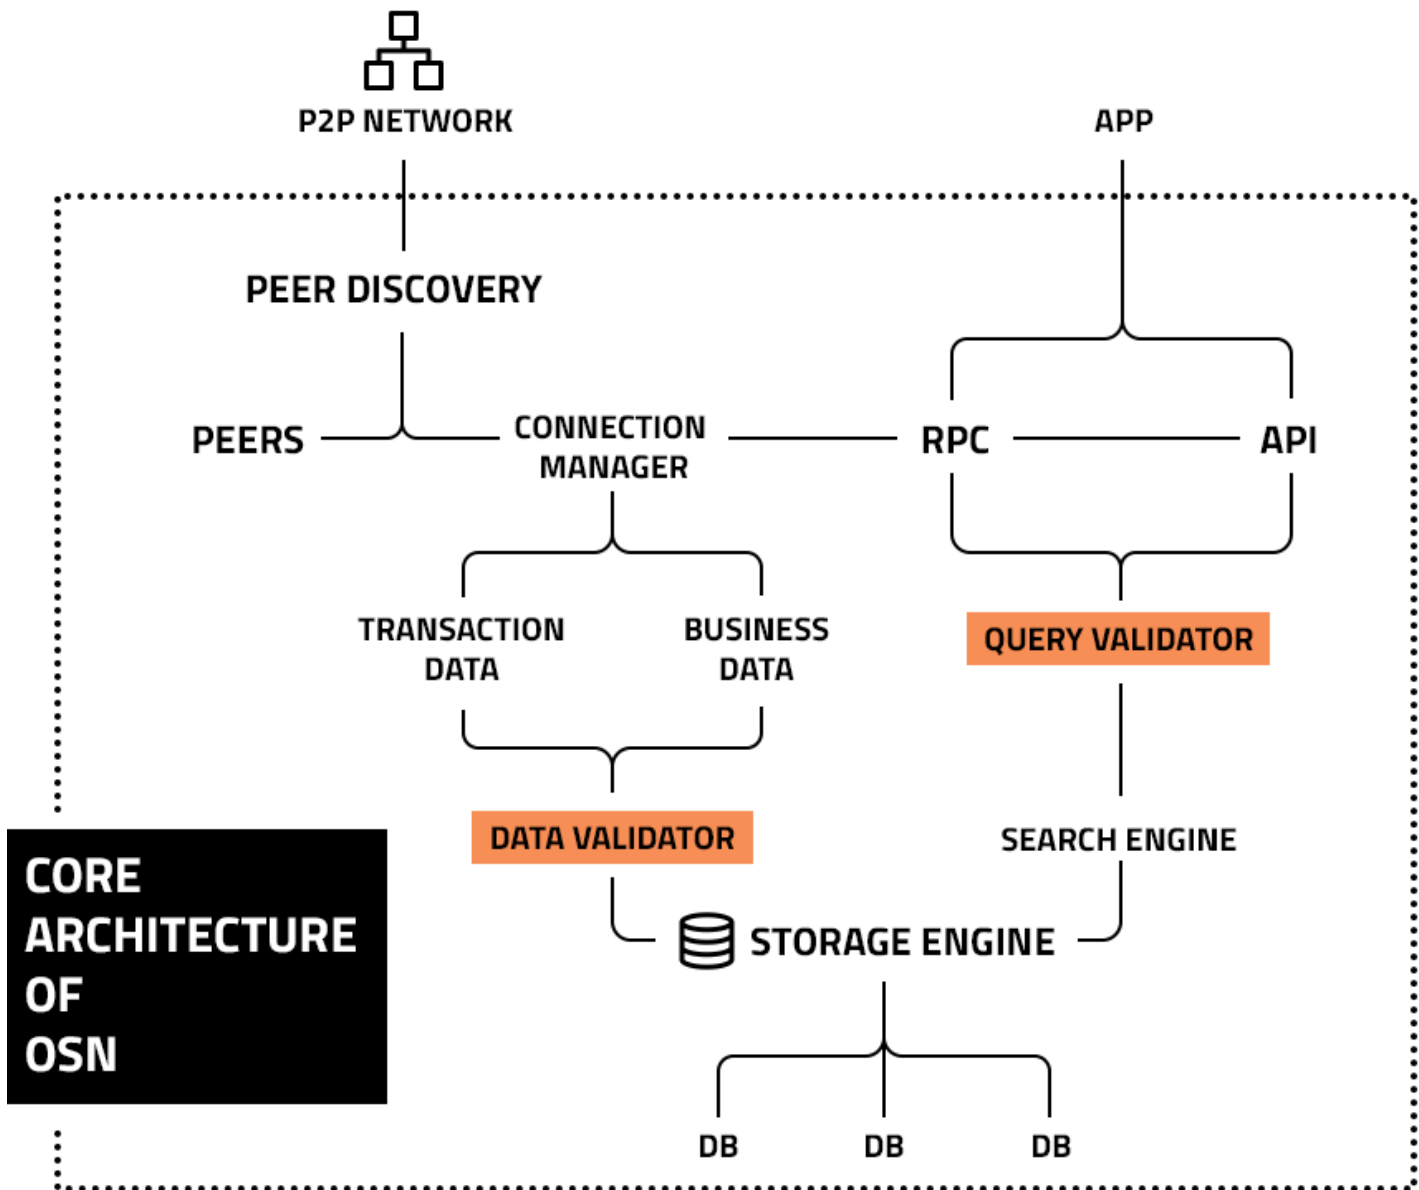 P2P NETWORK
APP
PEER DISCOVERY
PEERS
CONNECTION
MANAGER
RPC
API
TRANSACTION
DATA
BUSINESS
DATA
QUERY VALIDATOR
DATA VALIDATOR
SEARCH ENGINE
CORE
ARCHITECTURE
OF
OSN
STORAGE ENGINE
DB
DB
DB